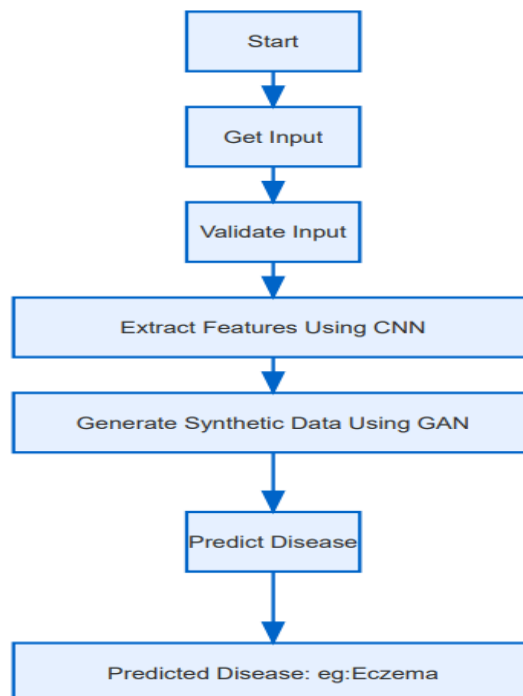 Start
Get Input
Validate Input
Extract Features Using CNN
Generate Synthetic Data Using GAN
Predict Disease
Predicted Disease: eg:Eczema